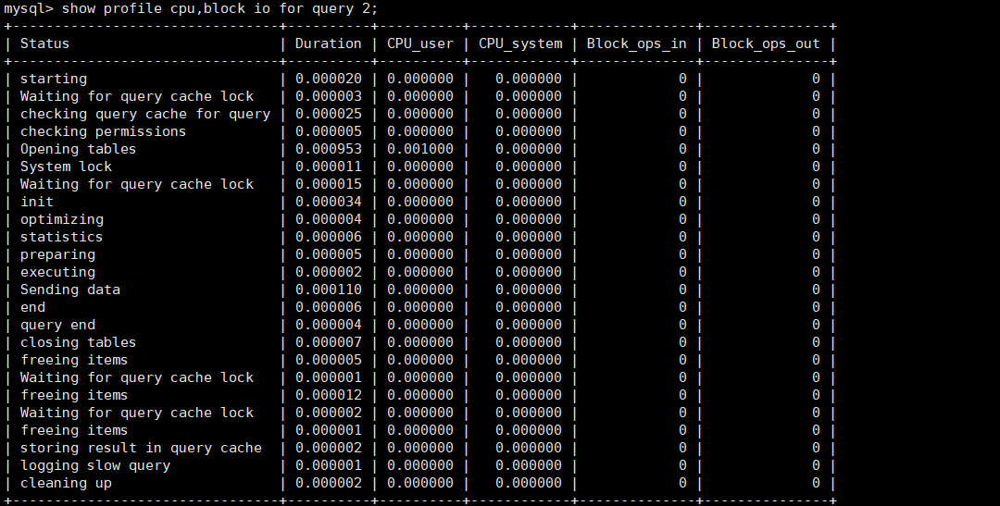 mysql> show profile cpu,block io for query 2;
+--------------------------------+----------+----------+------------+--------------+---------------+
| Status                         | Duration | CPU_user | CPU_system | Block_ops_in | Block_ops_out |
+--------------------------------+----------+----------+------------+--------------+---------------+
| starting                       | 0.000020 | 0.000000 |   0.000000 |            0 |             0 |
| Waiting for query cache lock   | 0.000003 | 0.000000 |   0.000000 |            0 |             0 |
| checking query cache for query | 0.000025 | 0.000000 |   0.000000 |            0 |             0 |
| checking permissions           | 0.000005 | 0.000000 |   0.000000 |            0 |             0 |
| Opening tables                 | 0.000953 | 0.001000 |   0.000000 |            0 |             0 |
| System lock                    | 0.000011 | 0.000000 |   0.000000 |            0 |             0 |
| Waiting for query cache lock   | 0.000015 | 0.000000 |   0.000000 |            0 |             0 |
| init                           | 0.000034 | 0.000000 |   0.000000 |            0 |             0 |
| optimizing                     | 0.000004 | 0.000000 |   0.000000 |            0 |             0 |
| statistics                     | 0.000006 | 0.000000 |   0.000000 |            0 |             0 |
| preparing                      | 0.000005 | 0.000000 |   0.000000 |            0 |             0 |
| executing                      | 0.000002 | 0.000000 |   0.000000 |            0 |             0 |
| Sending data                   | 0.000110 | 0.000000 |   0.000000 |            0 |             0 |
| end                            | 0.000006 | 0.000000 |   0.000000 |            0 |             0 |
| query end                      | 0.000004 | 0.000000 |   0.000000 |            0 |             0 |
| closing tables                 | 0.000007 | 0.000000 |   0.000000 |            0 |             0 |
| freeing items                  | 0.000005 | 0.000000 |   0.000000 |            0 |             0 |
| Waiting for query cache lock   | 0.000001 | 0.000000 |   0.000000 |            0 |             0 |
| freeing items                  | 0.000012 | 0.000000 |   0.000000 |            0 |             0 |
| Waiting for query cache lock   | 0.000002 | 0.000000 |   0.000000 |            0 |             0 |
| freeing items                  | 0.000001 | 0.000000 |   0.000000 |            0 |             0 |
| storing result in query cache  | 0.000002 | 0.000000 |   0.000000 |            0 |             0 |
| logging slow query             | 0.000001 | 0.000000 |   0.000000 |            0 |             0 |
| cleaning up                    | 0.000002 | 0.000000 |   0.000000 |            0 |             0 |
+--------------------------------+----------+----------+------------+--------------+---------------+